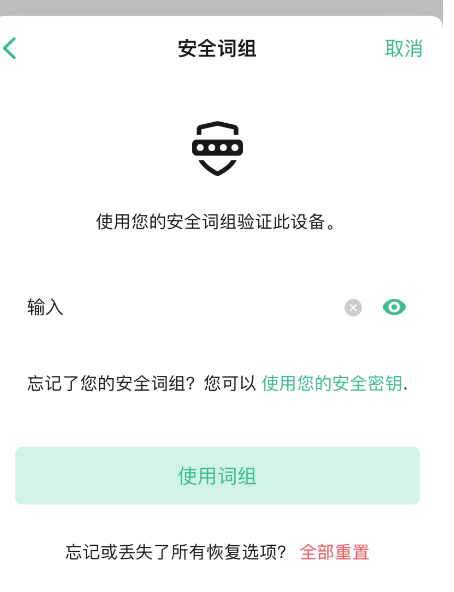 安全词组 取消
使用您的安全词组验证此设备。
输入
忘记了您的安全词组？您可以 使用您的安全密钥.
使用词组
忘记或丢失了所有恢复选项？ 全部重置